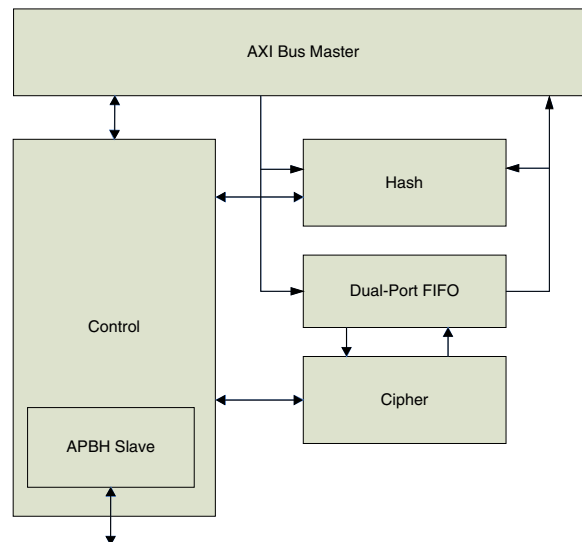 AXI Bus Master
Hash
Dual-Port FIFO
Control
Cipher
APBH Slave